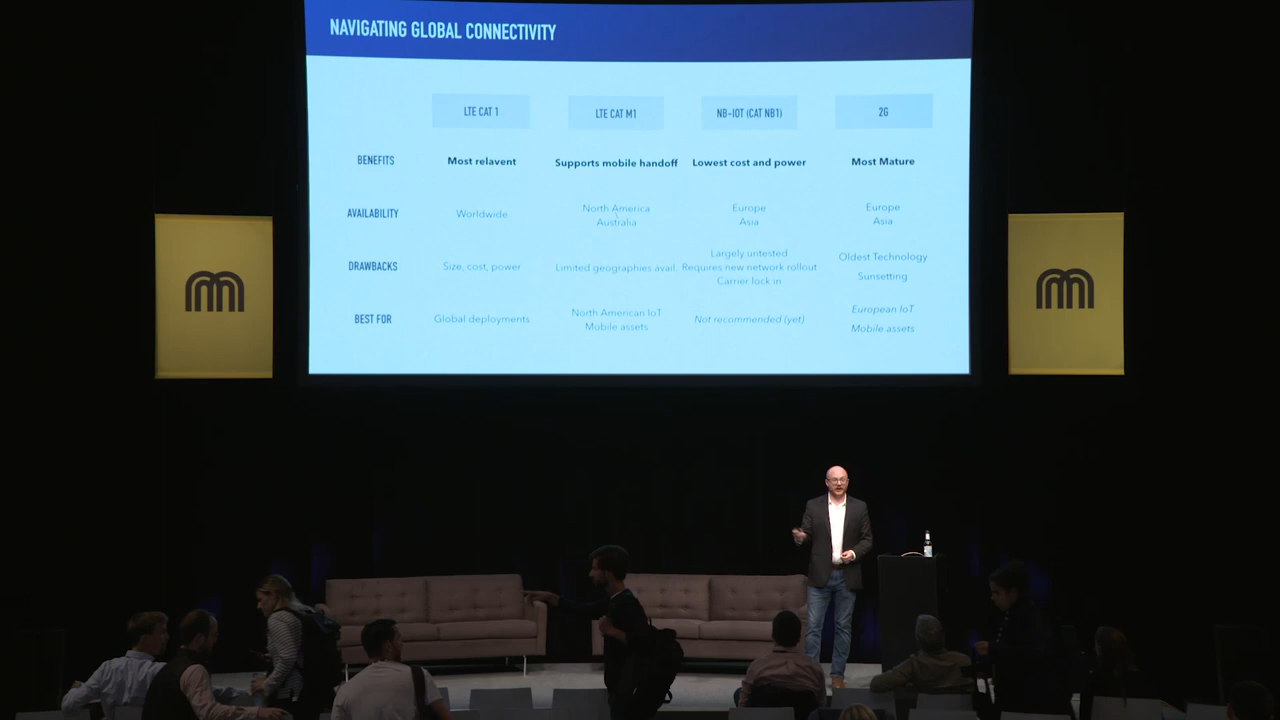 NAVIGATING GLOBAL CONNECTIVITY
LTE CAT 1 LTE CAT M1 NB-IOT (CAT NB1) 2G
BENEFITS Most relavent Supports mobile handoff Lowest cost and power Most Mature
AVAILABILITY Worldwide North America Australia Europe Asia Europe Asia
DRAWBACKS Size, cost, power Limited geographies avail. Largely untested Requires new network rollout Carrier lock in Oldest Technology Sunsetting
BEST FOR Global deployments North American IoT Mobile assets Not recommended (yet) European IoT Mobile assets